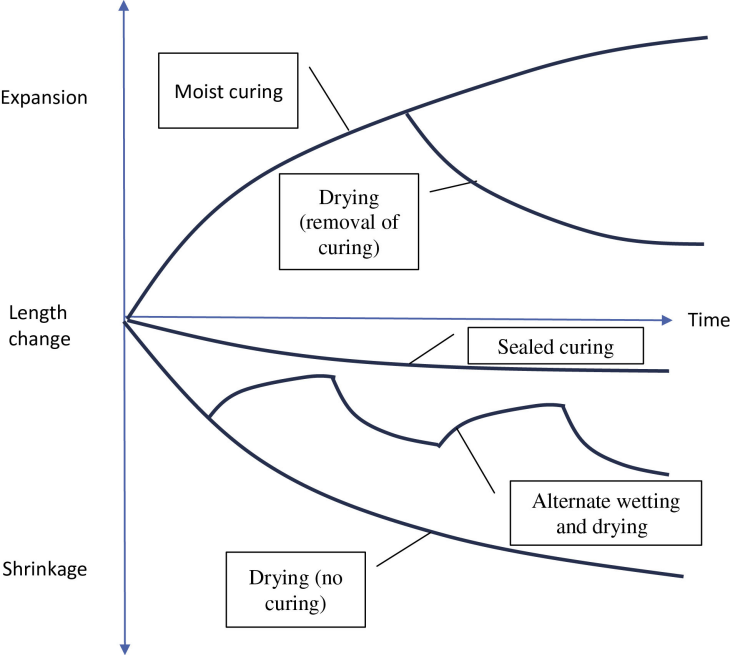 Expansion
Moist curing
Drying
(removal of
curing)
Length
change
Time
Sealed curing
Alternate wetting
and drying
Shrinkage
Drying (no
curing)